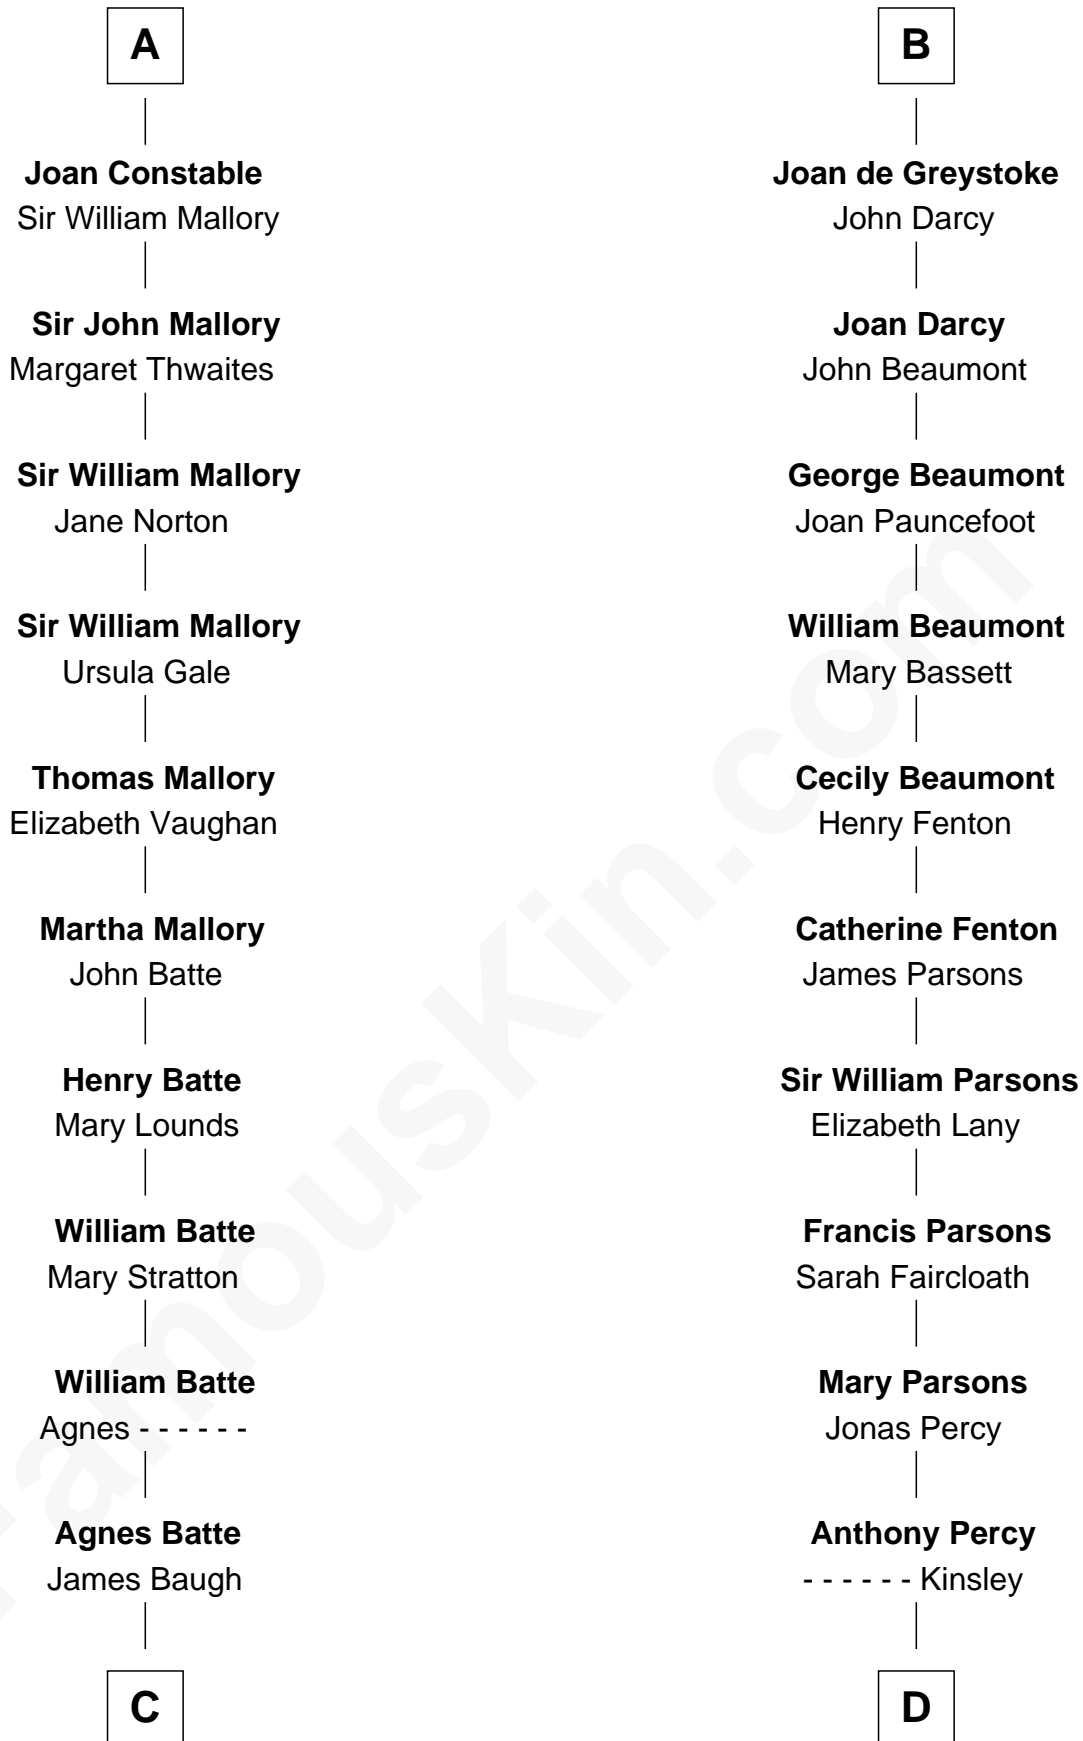 A
Joan Constable
Sir William Mallory
Sir John Mallory
Margaret Thwaites
Sir William Mallory
Jane Norton
Sir William Mallory
Ursula Gale
Thomas Mallory
Elizabeth Vaughan
Martha Mallory
John Batte
Henry Batte
Mary Lounds
William Batte
Mary Stratton
William Batte
Agnes - - - - - -
Agnes Batte
James Baugh
C
B
Joan de Greystoke
John Darcy
Joan Darcy
John Beaumont
George Beaumont
Joan Pauncefoot
William Beaumont
Mary Bassett
Cecily Beaumont
Henry Fenton
Catherine Fenton
James Parsons
Sir William Parsons
Elizabeth Lany
Francis Parsons
Sarah Faircloath
Mary Parsons
Jonas Percy
Anthony Percy
- - - - - - Kinsley
D
FamousKin.com